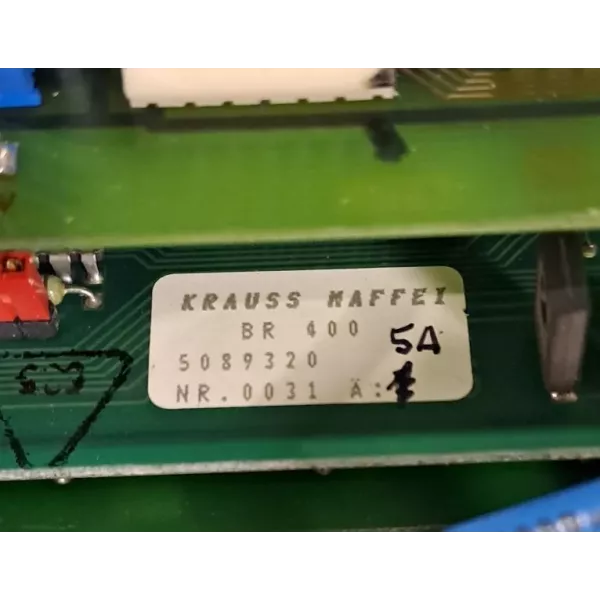 KRAUSS MAFFEI
BR 400
5089320 5A
NR.0031 Ä: